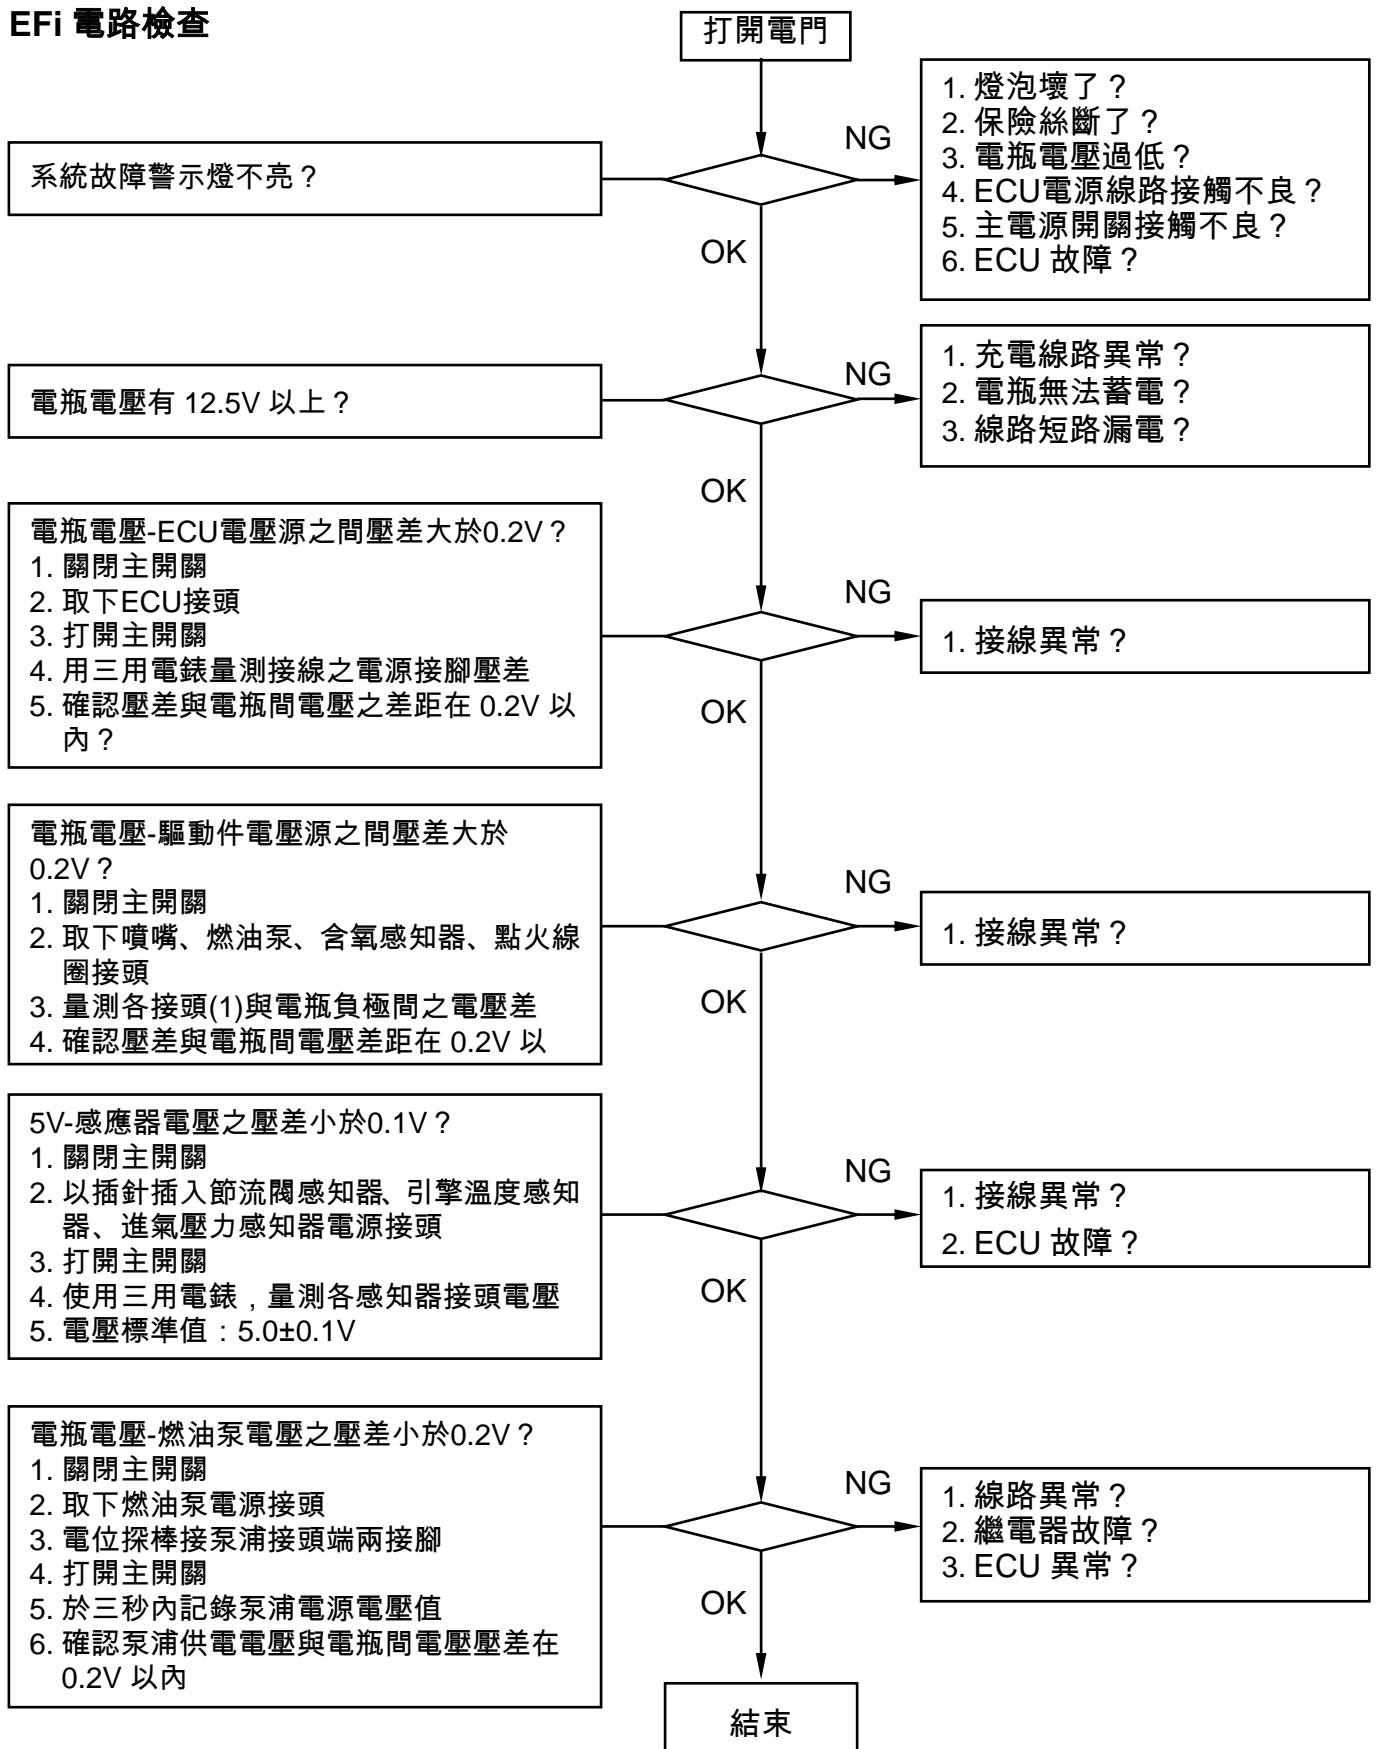 EFi 電路檢查
打開電門
系統故障警示燈不亮？
NG
1. 燈泡壞了？
2. 保險絲斷了？
3. 電瓶電壓過低？
4. ECU電源線路接觸不良？
5. 主電源開關接觸不良？
6. ECU 故障？
OK
電瓶電壓有 12.5V 以上？
NG
1. 充電線路異常？
2. 電瓶無法蓄電？
3. 線路短路漏電？
OK
電瓶電壓-ECU電壓源之間壓差大於0.2V？
1. 關閉主開關
2. 取下ECU接頭
3. 打開主開關
4. 用三用電錶量測接線之電源接腳壓差
5. 確認壓差與電瓶間電壓之差距在 0.2V 以
內？
NG
1. 接線異常？
OK
電瓶電壓-驅動件電壓源之間壓差大於
0.2V？
1. 關閉主開關
2. 取下噴嘴、燃油泵、含氧感知器、點火線
圈接頭
3. 量測各接頭(1)與電瓶負極間之電壓差
4. 確認壓差與電瓶間電壓差距在 0.2V 以
NG
1. 接線異常？
OK
5V-感應器電壓之壓差小於0.1V？
1. 關閉主開關
2. 以插針插入節流閥感知器、引擎溫度感知
器、進氣壓力感知器電源接頭
3. 打開主開關
4. 使用三用電錶，量測各感知器接頭電壓
5. 電壓標準值：5.0±0.1V
NG
1. 接線異常？
2. ECU 故障？
OK
電瓶電壓-燃油泵電壓之壓差小於0.2V？
1. 關閉主開關
2. 取下燃油泵電源接頭
3. 電位探棒接泵浦接頭端兩接腳
4. 打開主開關
5. 於三秒內記錄泵浦電源電壓值
6. 確認泵浦供電電壓與電瓶間電壓壓差在
0.2V 以內
NG
1. 線路異常？
2. 繼電器故障？
3. ECU 異常？
OK
結束